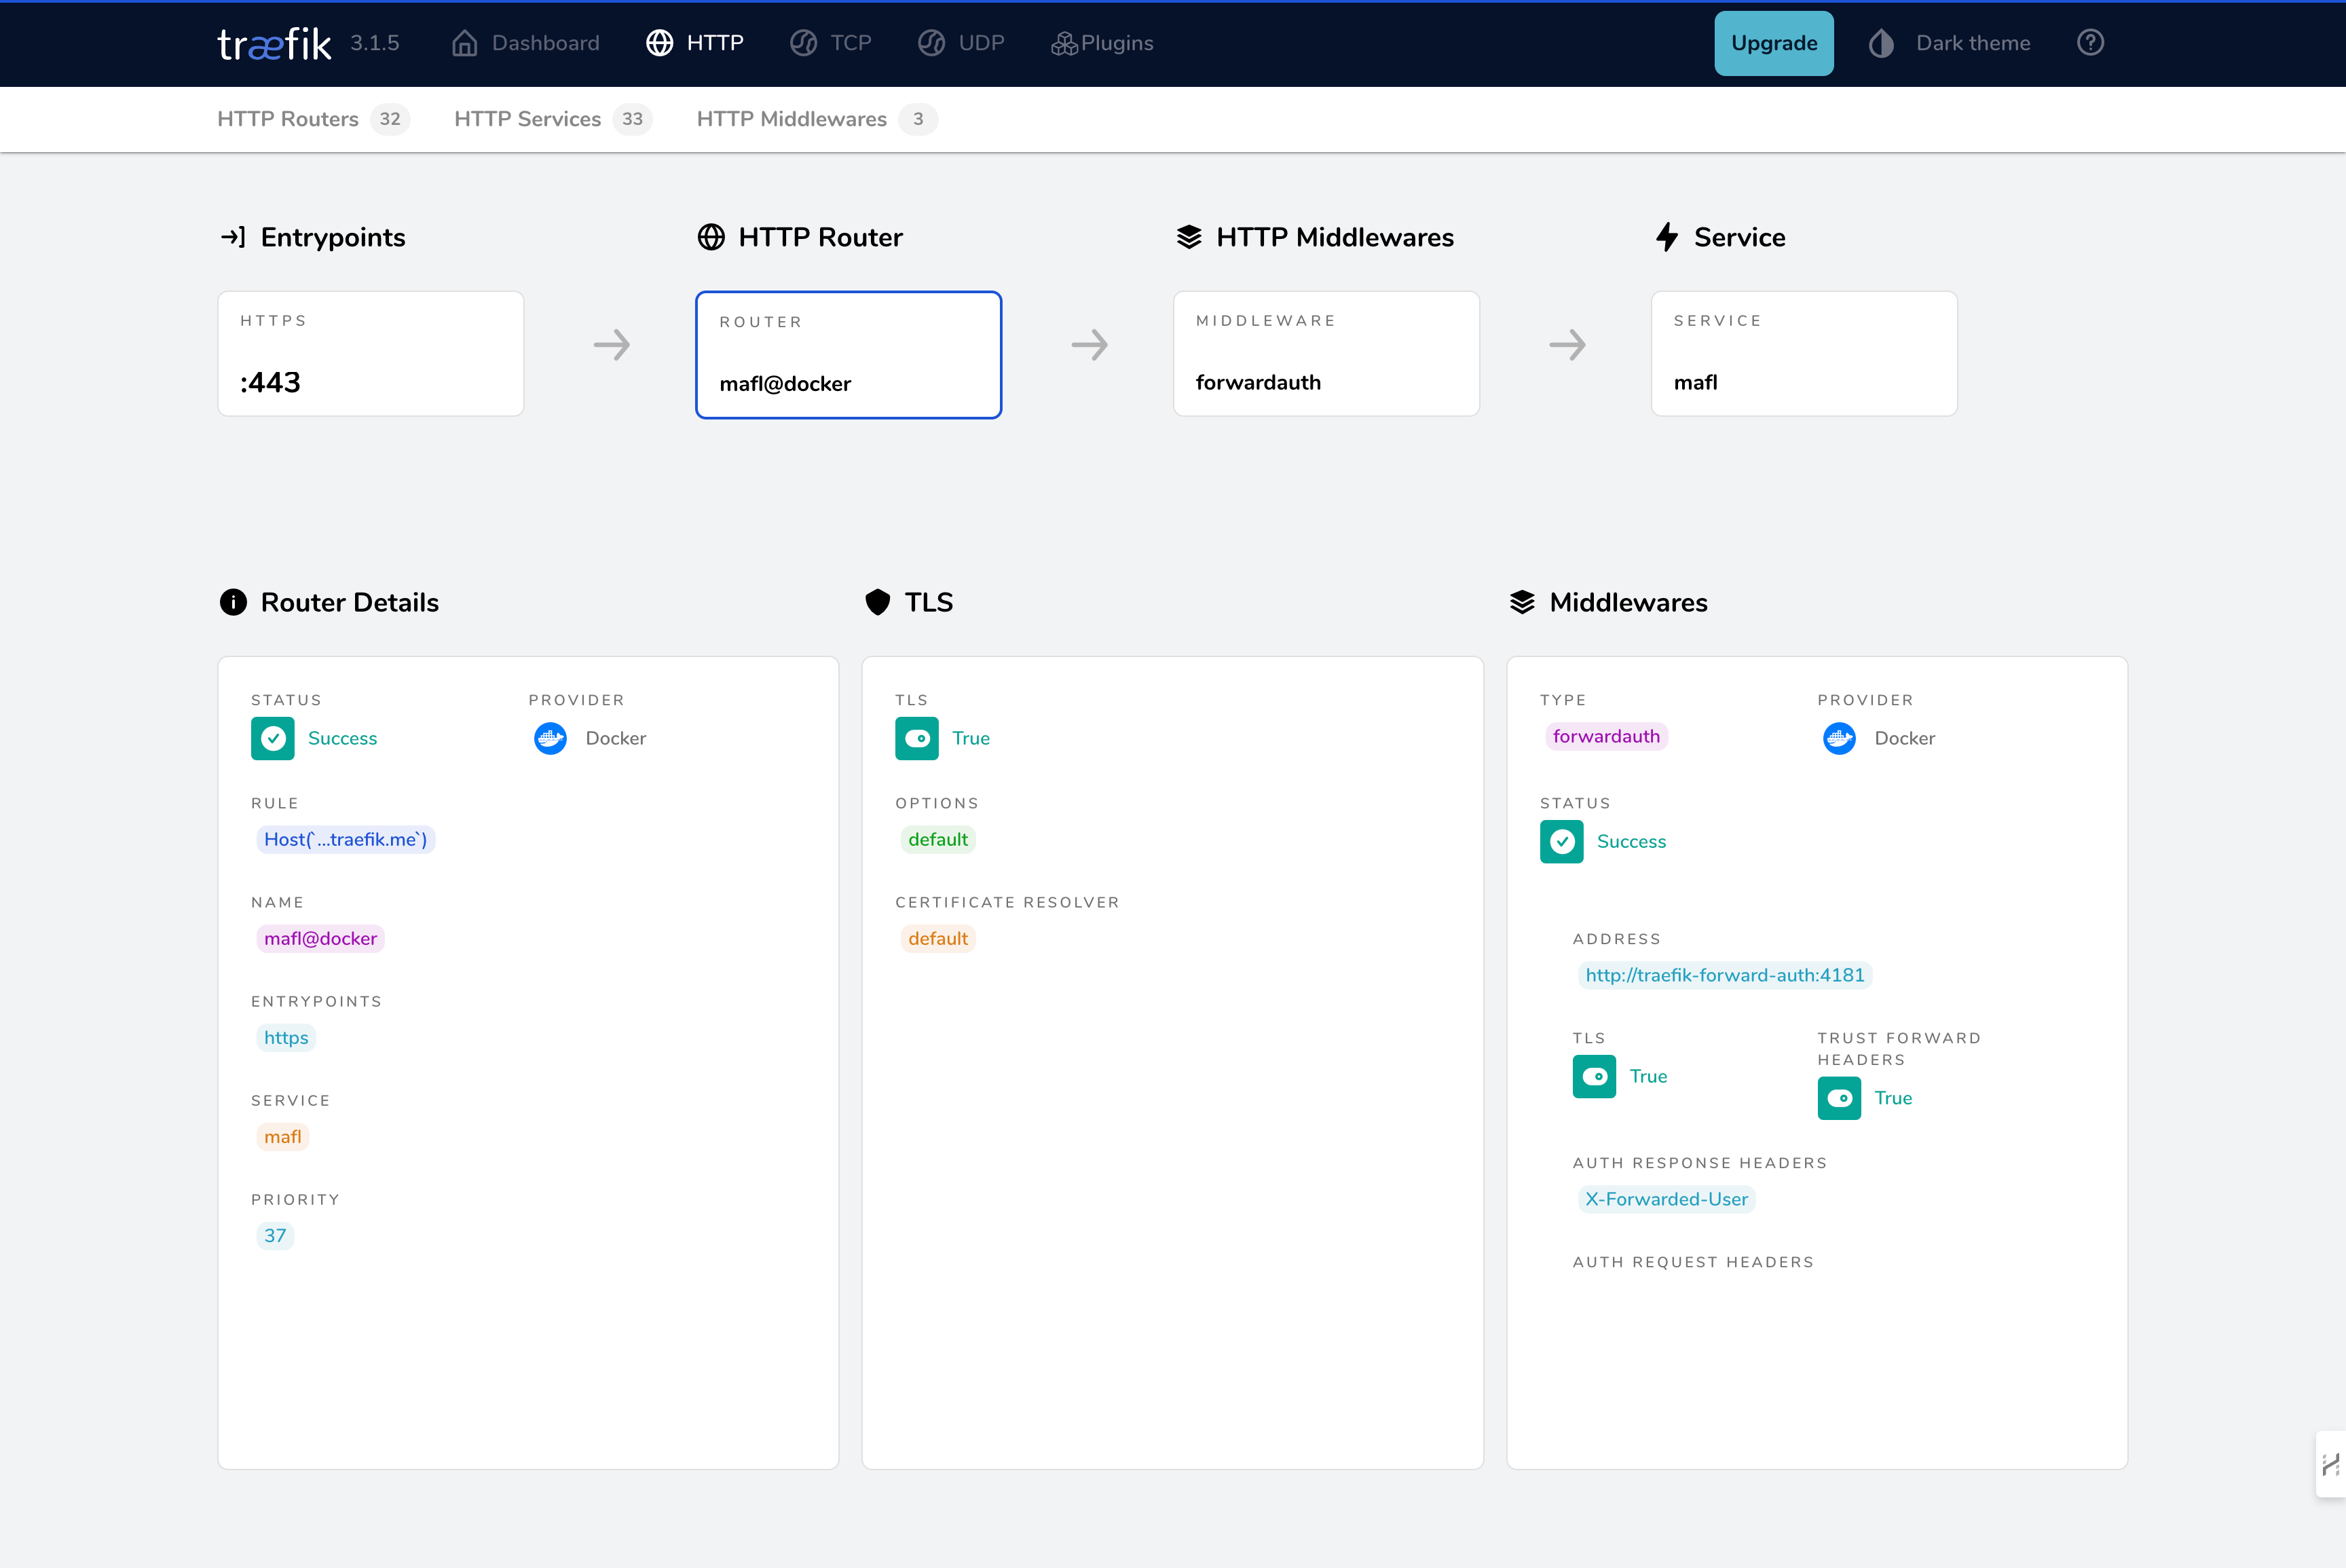 træfik 3.1.5 Dashboard HTTP TCP UDP Plugins Upgrade Dark theme
HTTP Routers 32 HTTP Services 33 HTTP Middlewares 3
Entrypoints
HTTPS
:443
HTTP Router
ROUTER
mafl@docker
HTTP Middlewares
MIDDLEWARE
forwardauth
Service
SERVICE
mafl
Router Details
STATUS
Success
PROVIDER
Docker
RULE
Host(`...traefik.me`)
NAME
mafl@docker
ENTRYPOINTS
https
SERVICE
mafl
PRIORITY
37
TLS
TLS
True
OPTIONS
default
CERTIFICATE RESOLVER
default
Middlewares
TYPE
forwardauth
PROVIDER
Docker
STATUS
Success
ADDRESS
http://traefik-forward-auth:4181
TLS
True
TRUST FORWARD
HEADERS
True
AUTH RESPONSE HEADERS
X-Forwarded-User
AUTH REQUEST HEADERS